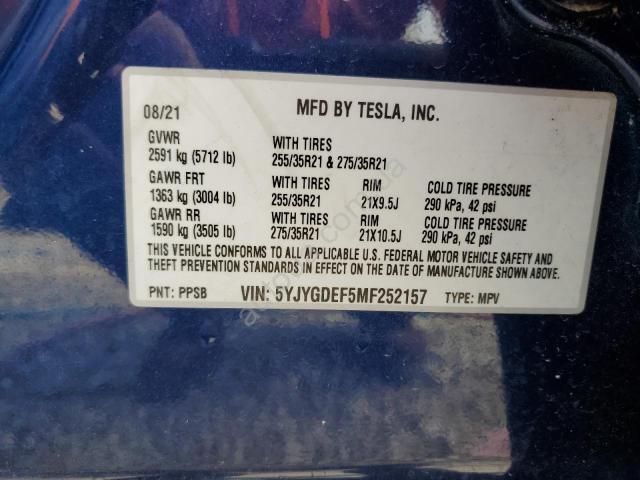 08/21 MFD BY TESLA, INC.
GVWR WITH TIRES
2591 kg (5712 lb) 255/35R21 & 275/35R21
GAWR FRT WITH TIRES RIM COLD TIRE PRESSURE
1363 kg (3004 lb) 255/35R21 21X9.5J 290 kPa, 42 psi
GAWR RR WITH TIRES RIM COLD TIRE PRESSURE
1590 kg (3505 lb) 275/35R21 21X10.5J 290 kPa, 42 psi
THIS VEHICLE CONFORMS TO ALL APPLICABLE U.S. FEDERAL MOTOR VEHICLE SAFETY AND
THEFT PREVENTION STANDARDS IN EFFECT ON THE DATE OF MANUFACTURE SHOWN ABOVE.
PNT: PPSB VIN: 5YJYGDEF5MF252157 TYPE: MPV